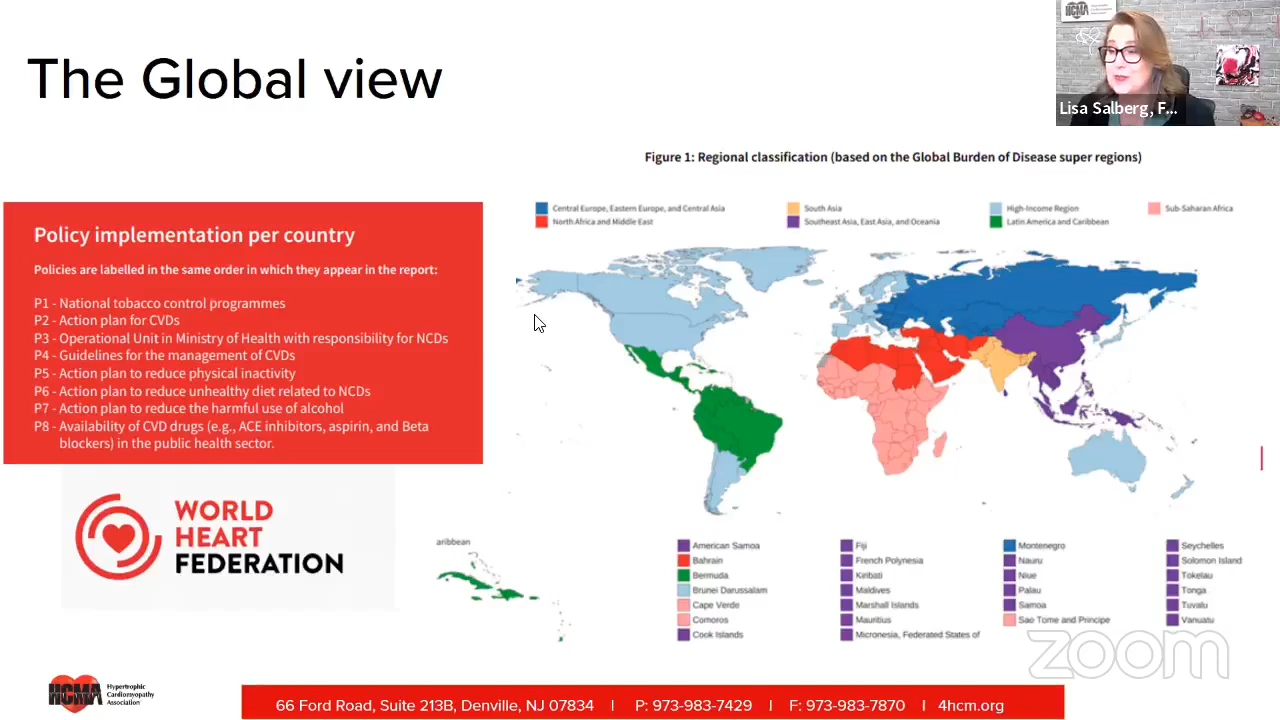 The Global view
HCMA
Lisa Salberg, F...
Figure 1: Regional classification (based on the Global Burden of Disease super regions)
Central Europe, Eastern Europe, and Central Asia
South Asia
High-Income Region
Sub-Saharan Africa
North Africa and Middle East
Southeast Asia, East Asia, and Oceania
Latin America and Caribbean
Policy implementation per country
Policies are labelled in the same order in which they appear in the report:
P1 - National tobacco control programmes
P2 - Action plan for CVDs
P3 - Operational Unit in Ministry of Health with responsibility for NCDs
P4 - Guidelines for the management of CVDs
P5 - Action plan to reduce physical inactivity
P6 - Action plan to reduce unhealthy diet related to NCDs
P7 - Action plan to reduce the harmful use of alcohol
P8 - Availability of CVD drugs (e.g., ACE inhibitors, aspirin, and Beta
blockers) in the public health sector.
WORLD
HEART
FEDERATION
aribbean
American Samoa
Bahrain
Bermuda
Brunei Darussalam
Cape Verde
Comoros
Cook Islands
Fiji
French Polynesia
Kiribati
Maldives
Marshall Islands
Mauritius
Micronesia, Federated States of
Montenegro
Nauru
Niue
Palau
Samoa
Sao Tome and Principe
Seychelles
Solomon Island
Tokelau
Tonga
Tuvalu
Vanuatu
zoom
HCMA
Hypertrophic
Cardiomyopathy
Association
66 Ford Road, Suite 213B, Denville, NJ 07834 I P: 973-983-7429 I F: 973-983-7870 I 4hcm.org